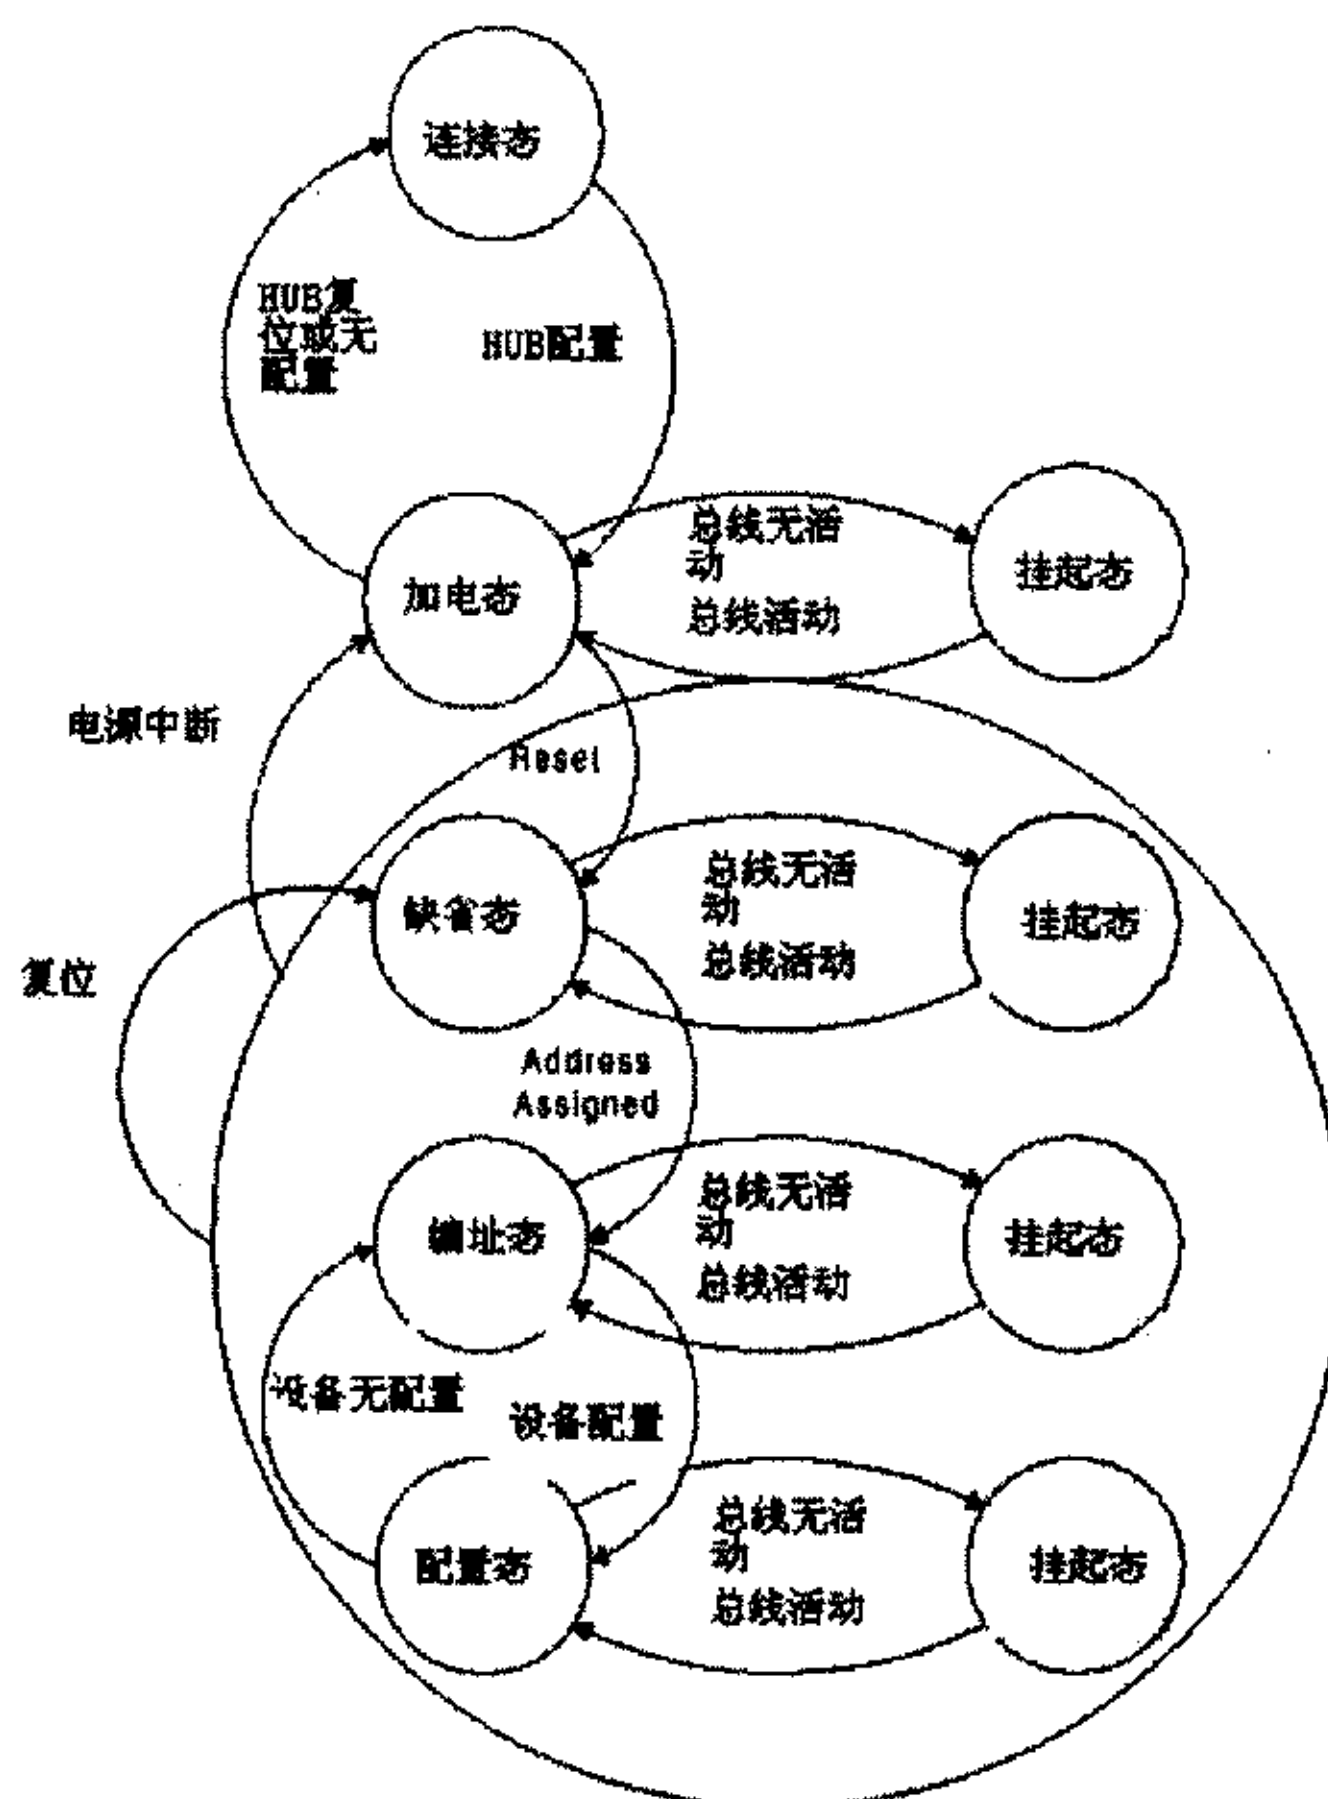 连接态
HUB复
位或无
配置
HUB配置
总线无活
动
总线活动
加电态
挂起态
电源中断
Reset
总线无活
动
总线活动
缺省态
挂起态
复位
Address
Assigned
总线无活
动
总线活动
编址态
挂起态
设备无配置
设备配置
总线无活
动
总线活动
配置态
挂起态